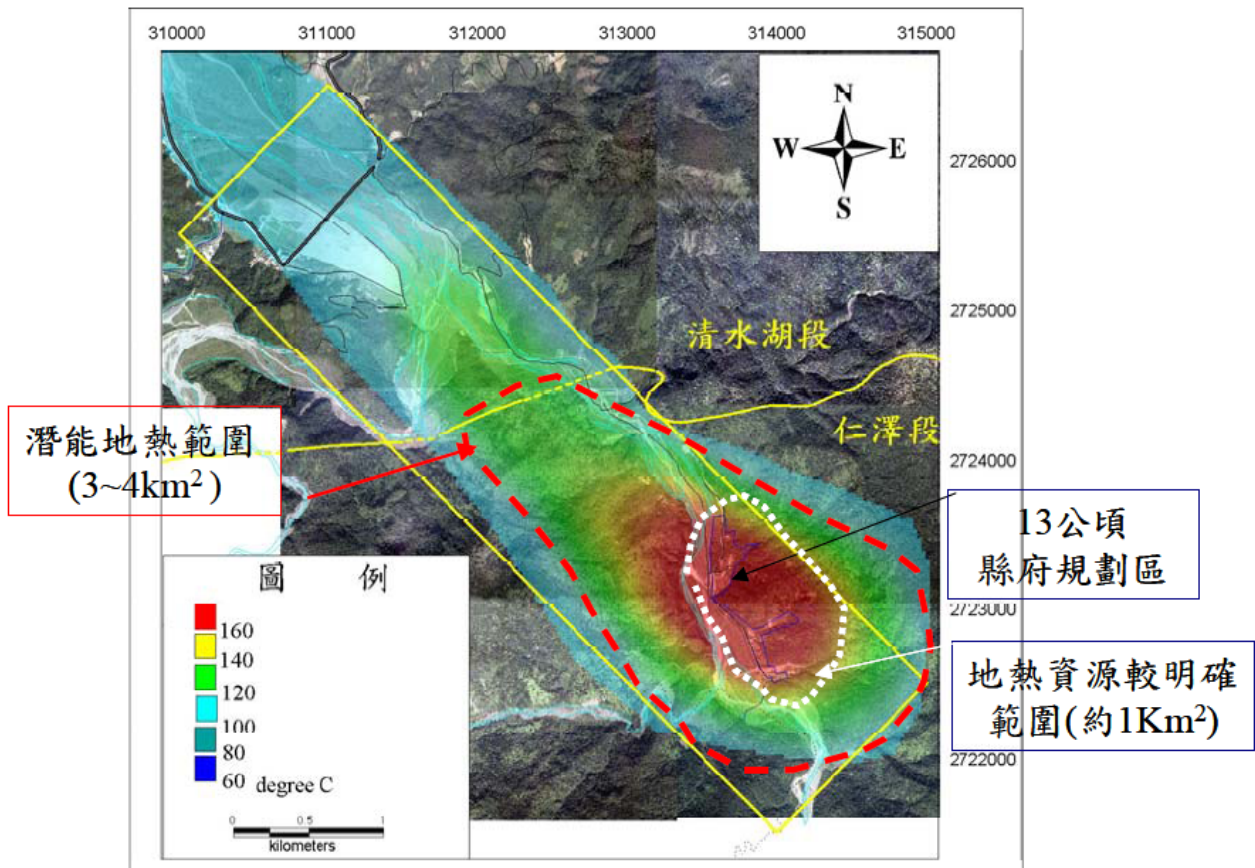 310000 311000 312000 313000 314000 315000
N
W E
S
2726000
2725000
清水湖段
仁澤段
2724000
潛能地熱範圍
(3~4km²)
13公頃
縣府規劃區
2723000
地熱資源較明確
範圍(約1Km²)
2722000
圖 例
160
140
120
100
80
60 degree C
0 0.5 1
kilometers